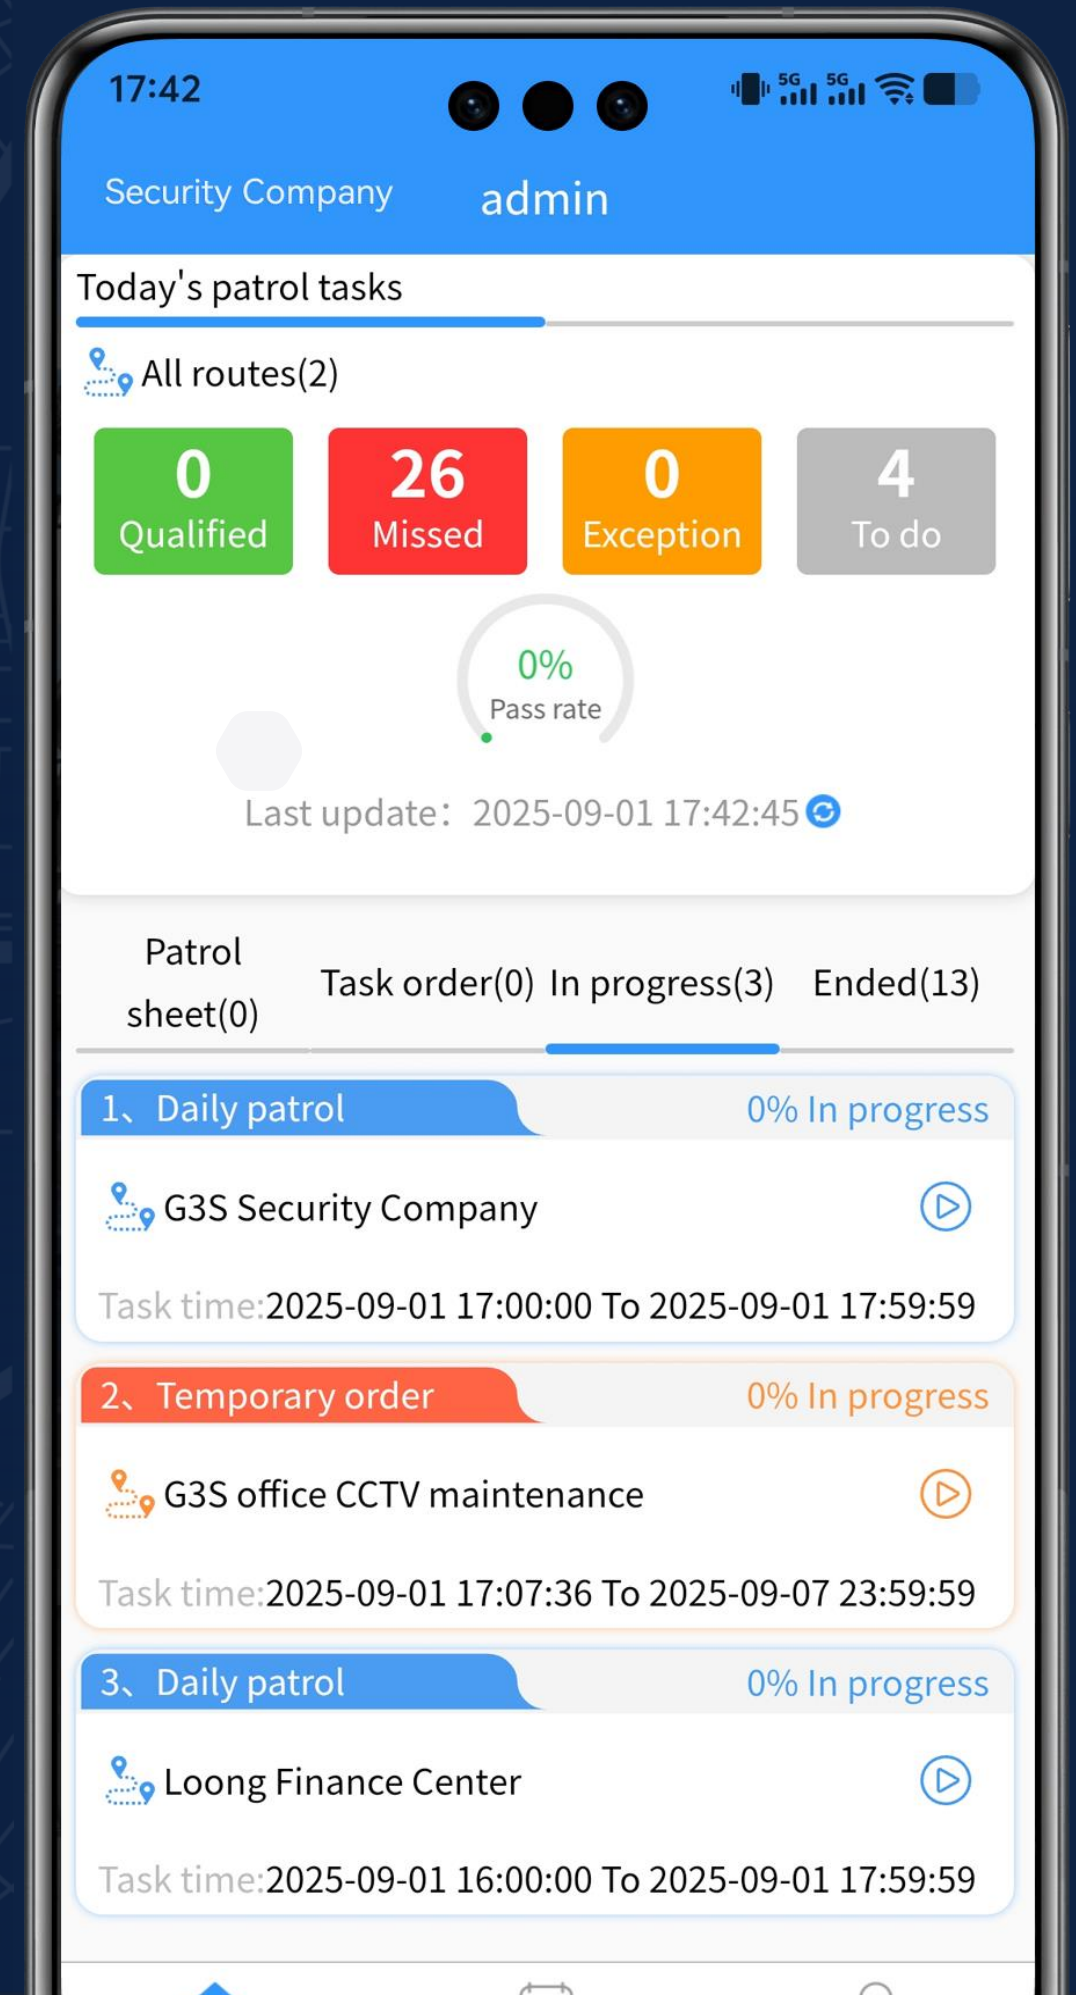 17:42
5G 5G
Security Company admin
Today's patrol tasks
All routes(2)
0 26 0 4
Qualified Missed Exception To do
0%
Pass rate
Last update：2025-09-01 17:42:45
Patrol sheet(0) Task order(0) In progress(3) Ended(13)
1、Daily patrol 0% In progress
G3S Security Company
Task time:2025-09-01 17:00:00 To 2025-09-01 17:59:59
2、Temporary order 0% In progress
G3S office CCTV maintenance
Task time:2025-09-01 17:07:36 To 2025-09-07 23:59:59
3、Daily patrol 0% In progress
Loong Finance Center
Task time:2025-09-01 16:00:00 To 2025-09-01 17:59:59